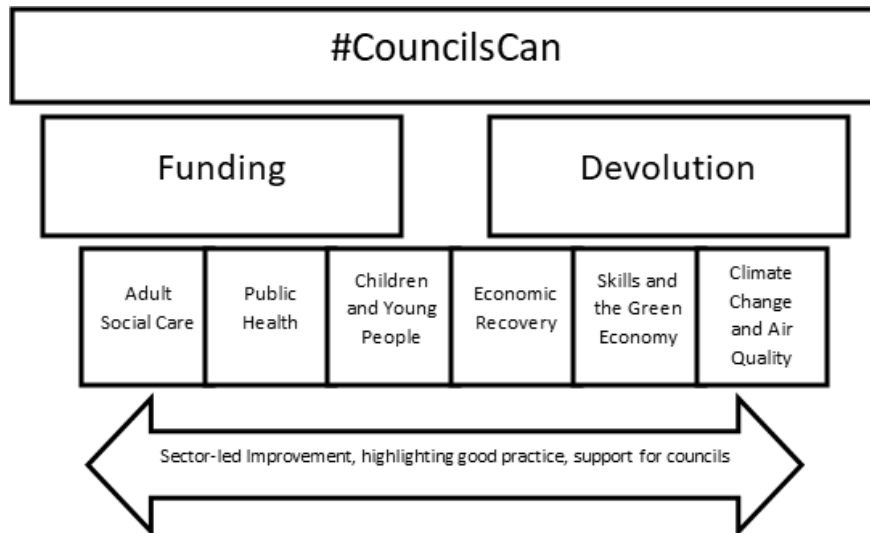 #CouncilsCan
Funding
Devolution
Adult
Social Care
Public
Health
Children
and Young
People
Economic
Recovery
Skills and
the Green
Economy
Climate
Change
and Air
Quality
Sector-led Improvement, highlighting good practice, support for councils